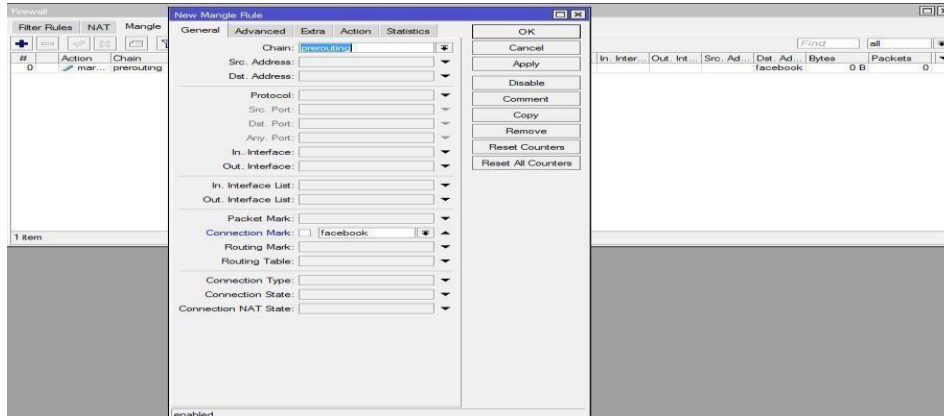 Firewall
Filter Rules NAT Mangle
# Action Chain
0 mar... prerouting
1 item
New Mangle Rule
General Advanced Extra Action Statistics
Chain: prerouting
Src. Address:
Dst. Address:
Protocol:
Src. Port:
Dst. Port:
Any. Port:
In. Interface:
Out. Interface:
In. Interface List:
Out. Interface List:
Packet Mark:
Connection Mark: facebook
Routing Mark:
Routing Table:
Connection Type:
Connection State:
Connection NAT State:
enabled
OK
Cancel
Apply
Disable
Comment
Copy
Remove
Reset Counters
Reset All Counters
Find all
In. Inter... Out. Int... Src. Ad... Dst. Ad... Bytes Packets
facebook 0 B 0